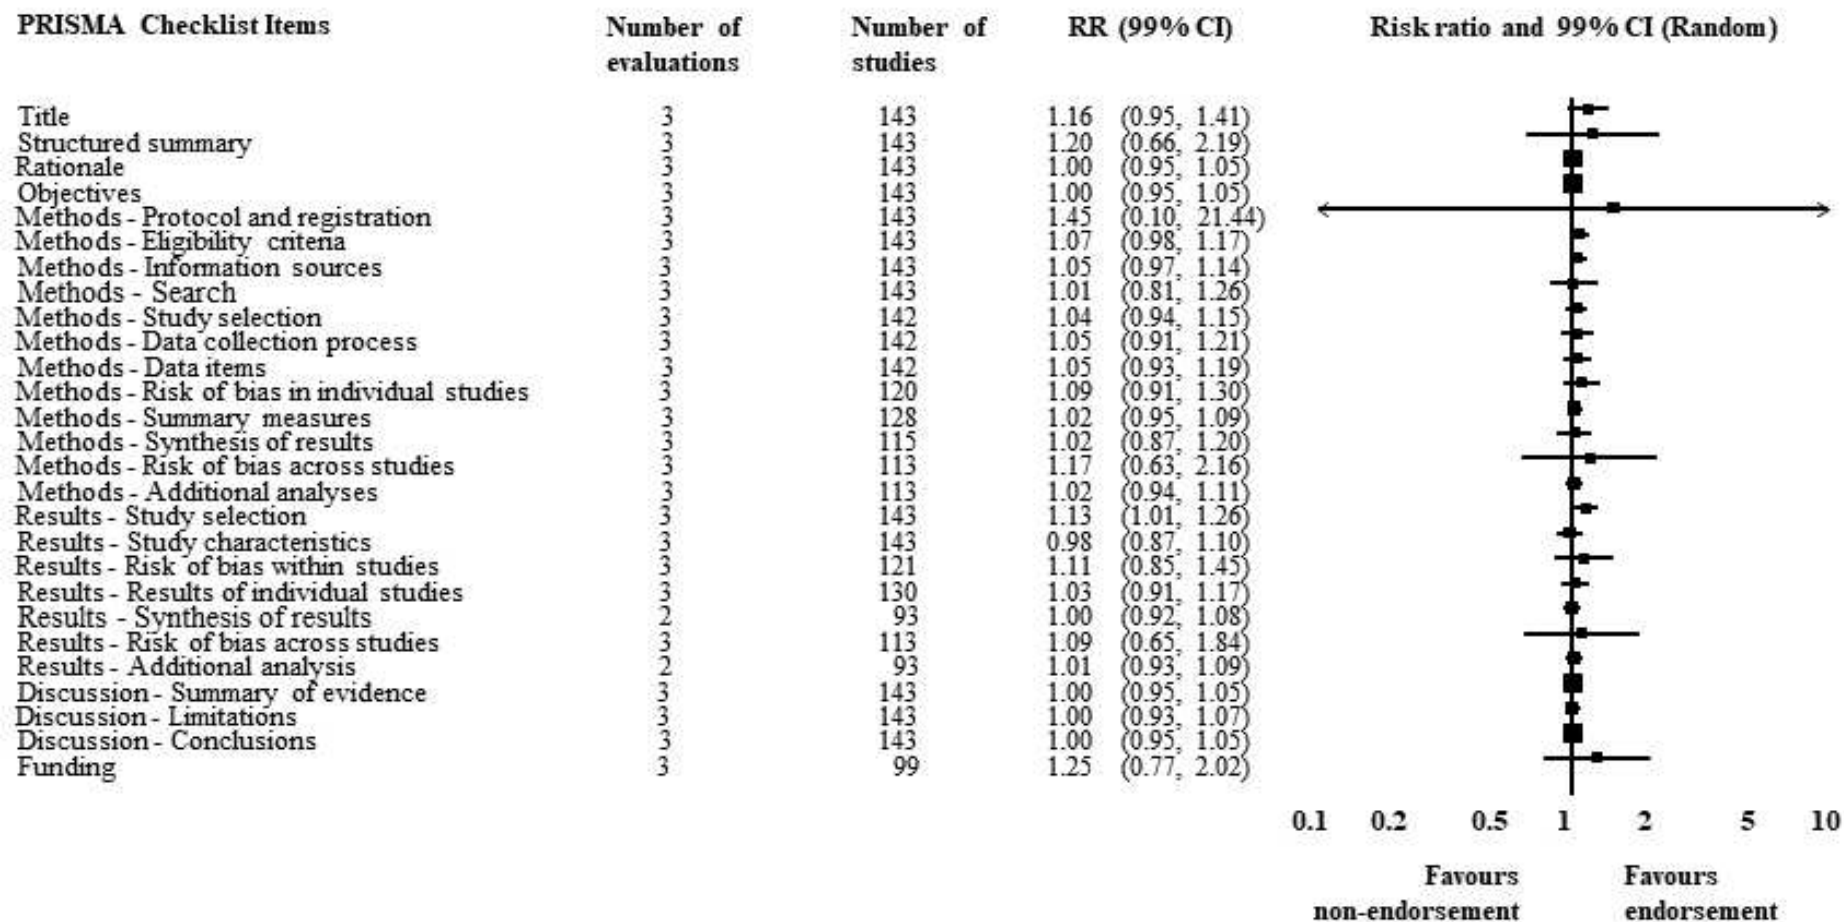 PRISMA Checklist Items Number of evaluations Number of studies RR (99% CI) Risk ratio and 99% CI (Random)
Title 3 143 1.16 (0.95, 1.41)
Structured summary 3 143 1.20 (0.66, 2.19)
Rationale 3 143 1.00 (0.95, 1.05)
Objectives 3 143 1.00 (0.95, 1.05)
Methods - Protocol and registration 3 143 1.45 (0.10, 21.44)
Methods - Eligibility criteria 3 143 1.07 (0.98, 1.17)
Methods - Information sources 3 143 1.05 (0.97, 1.14)
Methods - Search 3 143 1.01 (0.81, 1.26)
Methods - Study selection 3 142 1.04 (0.94, 1.15)
Methods - Data collection process 3 142 1.05 (0.91, 1.21)
Methods - Data items 3 142 1.05 (0.93, 1.19)
Methods - Risk of bias in individual studies 3 120 1.09 (0.91, 1.30)
Methods - Summary measures 3 128 1.02 (0.95, 1.09)
Methods - Synthesis of results 3 115 1.02 (0.87, 1.20)
Methods - Risk of bias across studies 3 113 1.17 (0.63, 2.16)
Methods - Additional analyses 3 113 1.02 (0.94, 1.11)
Results - Study selection 3 143 1.13 (1.01, 1.26)
Results - Study characteristics 3 143 0.98 (0.87, 1.10)
Results - Risk of bias within studies 3 121 1.11 (0.85, 1.45)
Results - Results of individual studies 3 130 1.03 (0.91, 1.17)
Results - Synthesis of results 2 93 1.00 (0.92, 1.08)
Results - Risk of bias across studies 3 113 1.09 (0.65, 1.84)
Results - Additional analysis 2 93 1.01 (0.93, 1.09)
Discussion - Summary of evidence 3 143 1.00 (0.95, 1.05)
Discussion - Limitations 3 143 1.00 (0.93, 1.07)
Discussion - Conclusions 3 143 1.00 (0.95, 1.05)
Funding 3 99 1.25 (0.77, 2.02)
0.1 0.2 0.5 1 2 5 10
Favours non-endorsement Favours endorsement